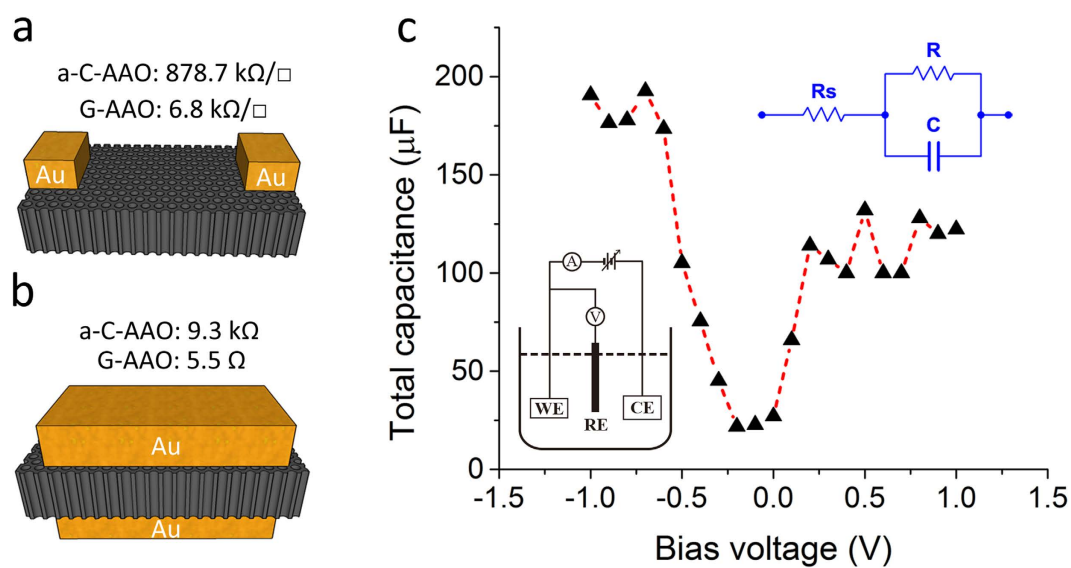 a
a-C-AAO: 878.7 kΩ/□
G-AAO: 6.8 kΩ/□
Au
Au
b
a-C-AAO: 9.3 kΩ
G-AAO: 5.5 Ω
Au
Au
c
Total capacitance (μF)
200
150
100
50
0
-1.5
-1.0
-0.5
0.0
0.5
1.0
1.5
Bias voltage (V)
R
Rs
C
A
V
WE
RE
CE